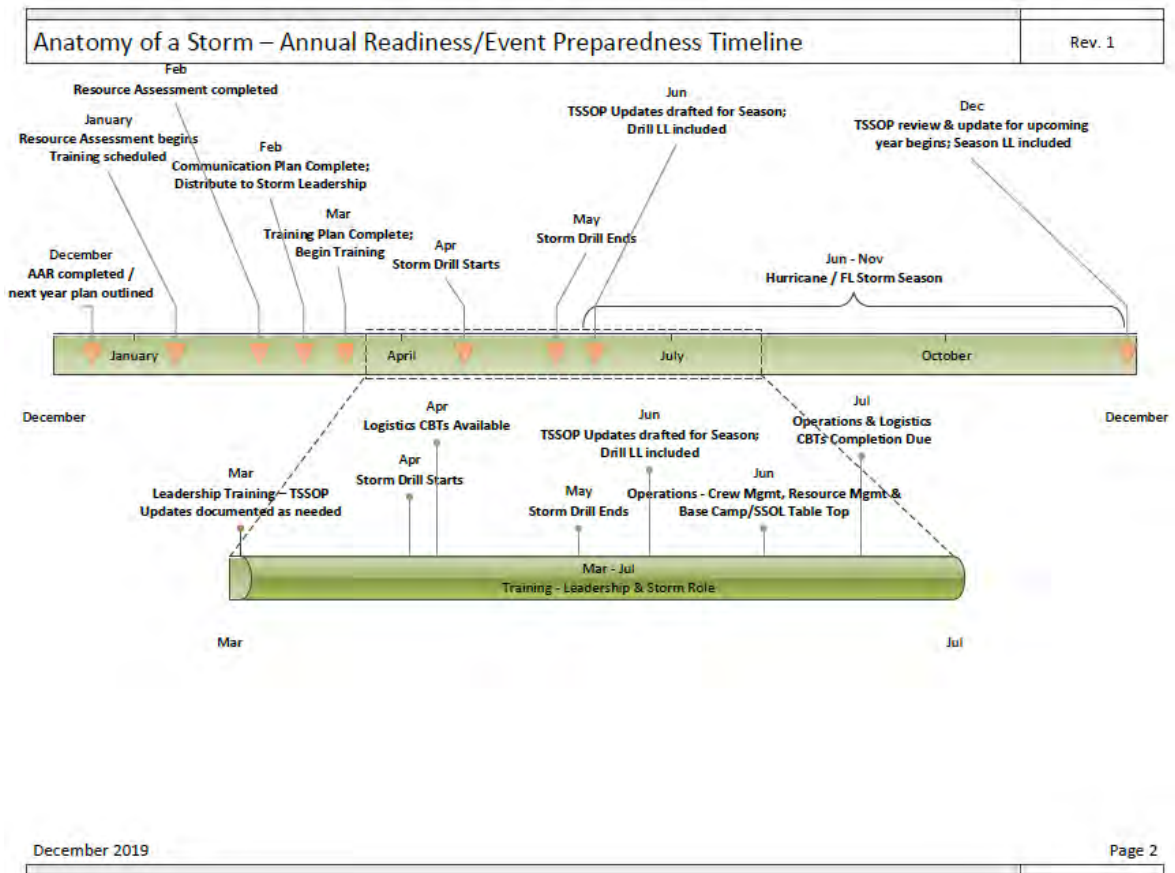 Anatomy of a Storm – Annual Readiness/Event Preparedness Timeline
Rev. 1
Feb
Resource Assessment completed
January
Resource Assessment begins
Training scheduled
Feb
Communication Plan Complete;
Distribute to Storm Leadership
Mar
Training Plan Complete;
Begin Training
December
AAR completed /
next year plan outlined
Apr
Storm Drill Starts
May
Storm Drill Ends
Jun
TSSOP Updates drafted for Season;
Drill LL included
Dec
TSSOP review & update for upcoming
year begins; Season LL included
Jun - Nov
Hurricane / FL Storm Season
January
April
July
October
December
December
Apr
Logistics CBTs Available
Apr
Storm Drill Starts
Mar
Leadership Training – TSSOP
Updates documented as needed
May
Storm Drill Ends
Jun
TSSOP Updates drafted for Season;
Drill LL included
Jun
Operations - Crew Mgmt, Resource Mgmt &
Base Camp/SSOL Table Top
Jul
Operations & Logistics
CBTs Completion Due
Mar - Jul
Training - Leadership & Storm Role
Mar
Jul
December 2019
Page 2